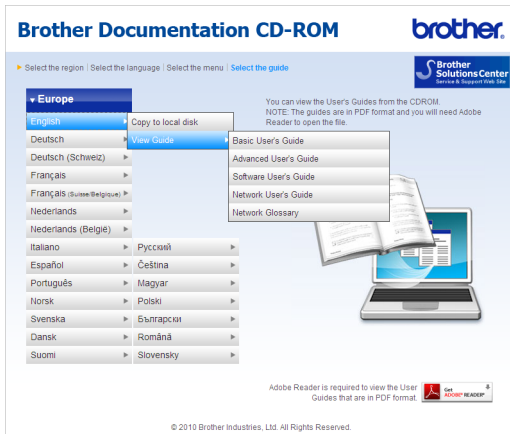 Brother Documentation CD-ROM
brother
Select the region | Select the language | Select the menu | Select the guide
Brother
SolutionsCenter
Service & Support Web Site
Europe
You can view the User's Guides from the CDROM.
NOTE: The guides are in PDF format and you will need Adobe
Reader to open the file.
English
Copy to local disk
Deutsch
View Guide
Basic User's Guide
Deutsch (Schweiz)
Advanced User's Guide
Français
Software User's Guide
Français (Suisse/Belgique)
Network User's Guide
Nederlands
Network Glossary
Nederlands (België)
Italiano
Русский
Español
Čeština
Português
Magyar
Norsk
Polski
Svenska
Български
Dansk
Română
Suomi
Slovensky
Adobe Reader is required to view the User
Guides that are in PDF format.
Get
ADOBE® READER®
© 2010 Brother Industries, Ltd. All Rights Reserved.